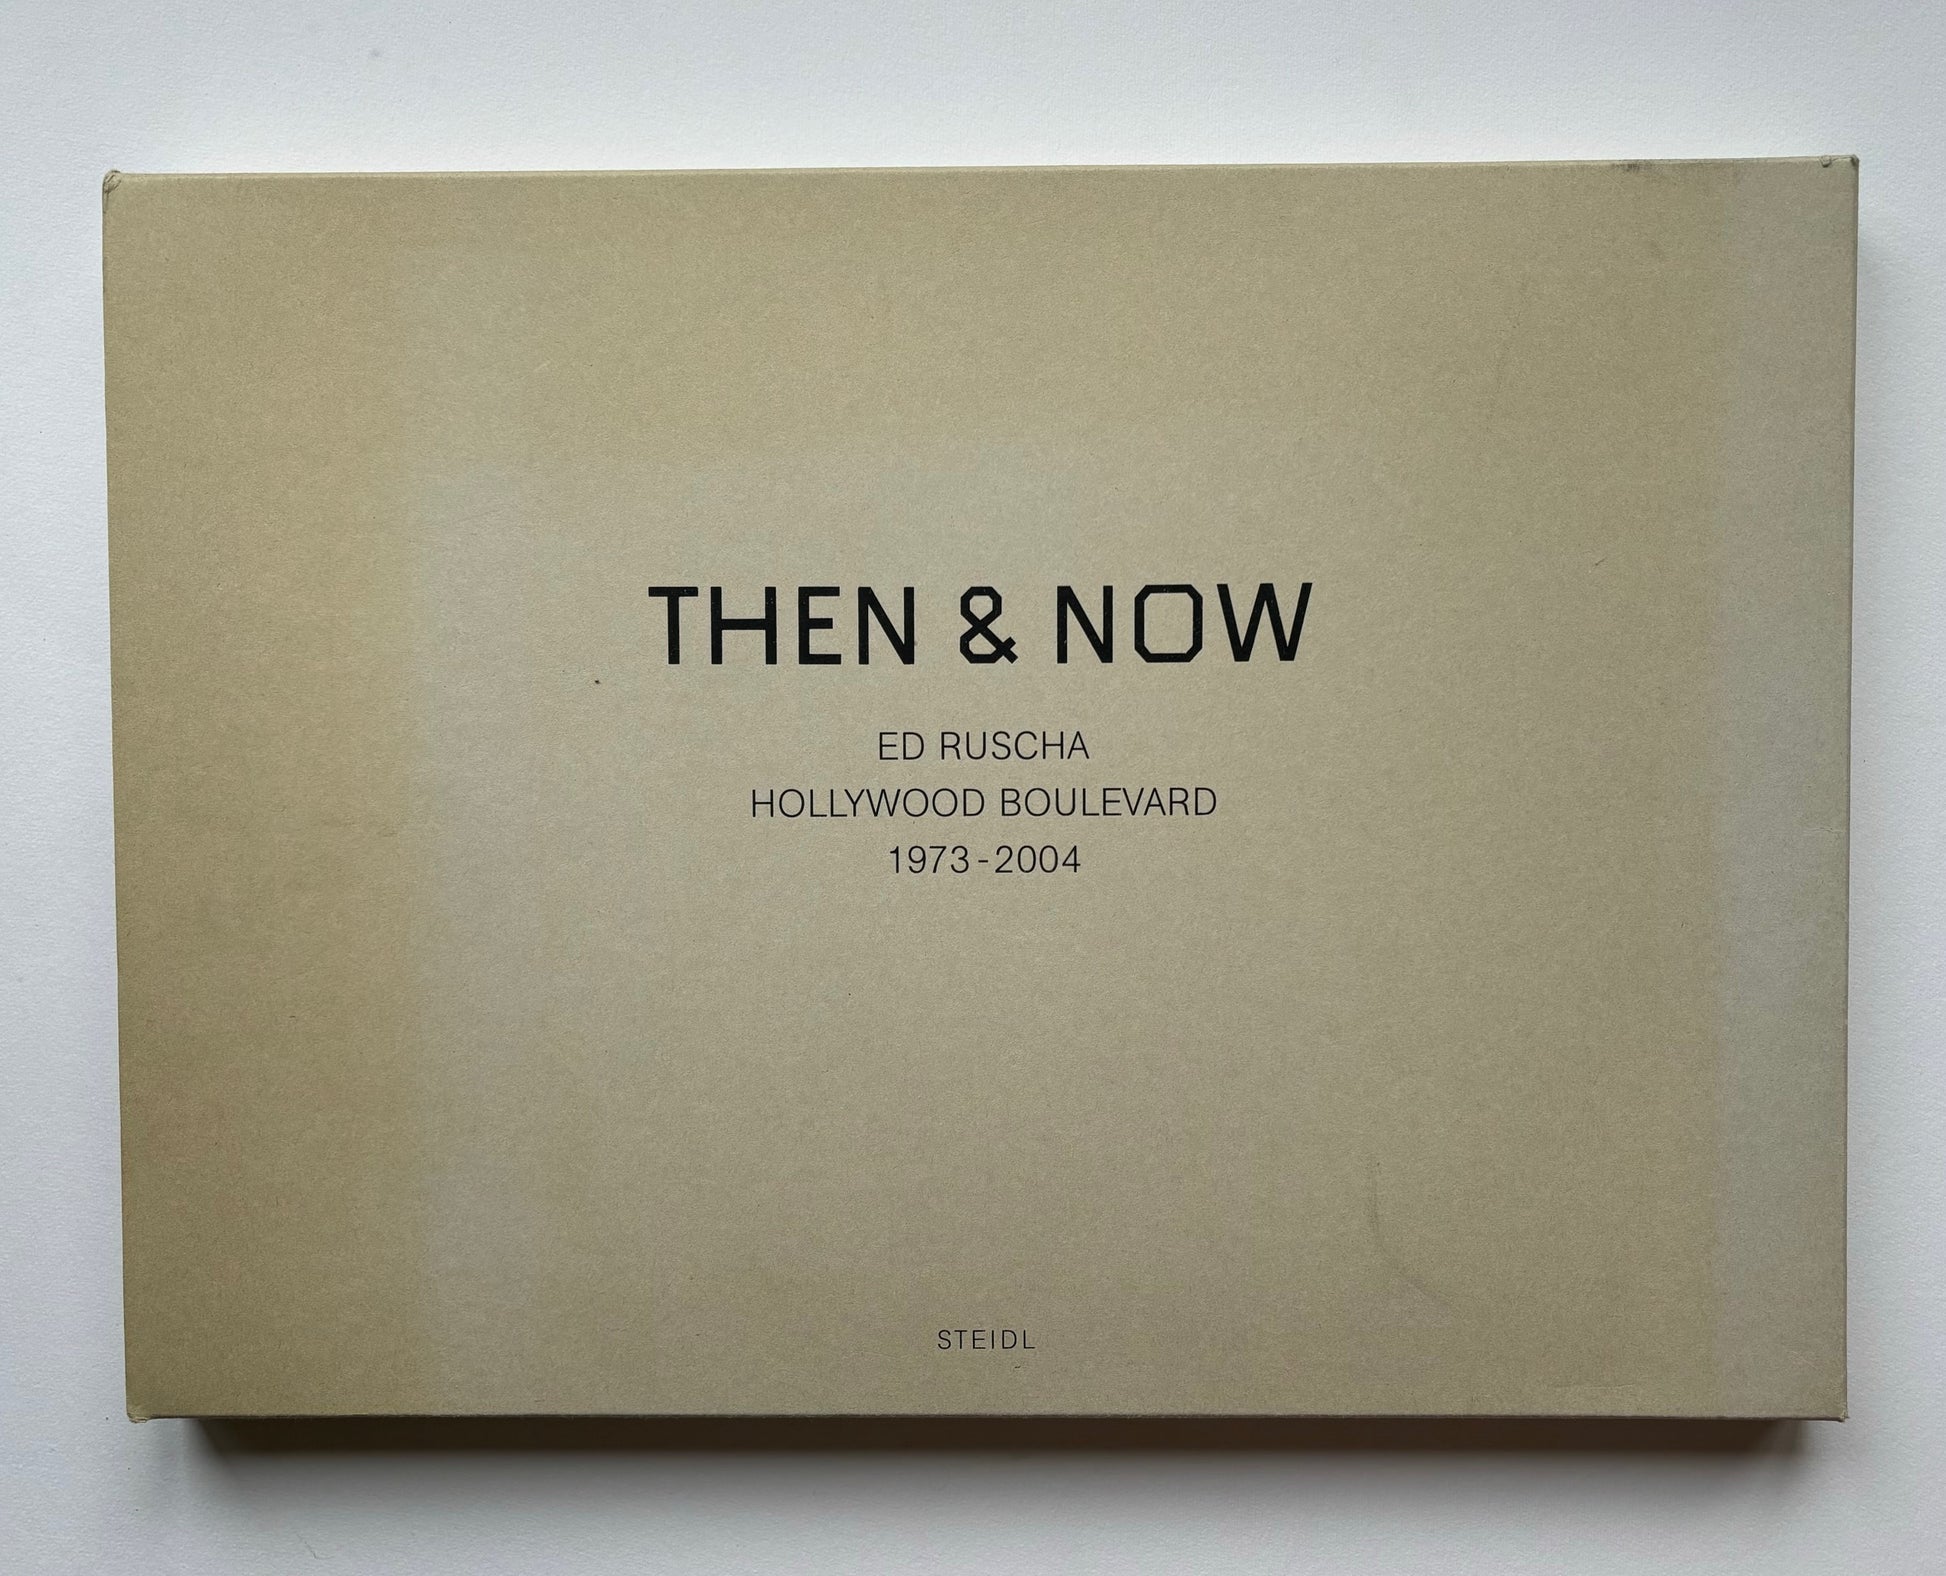 THEN & NOW
ED RUSCHA
HOLLYWOOD BOULEVARD
1973-2004
STEIDL